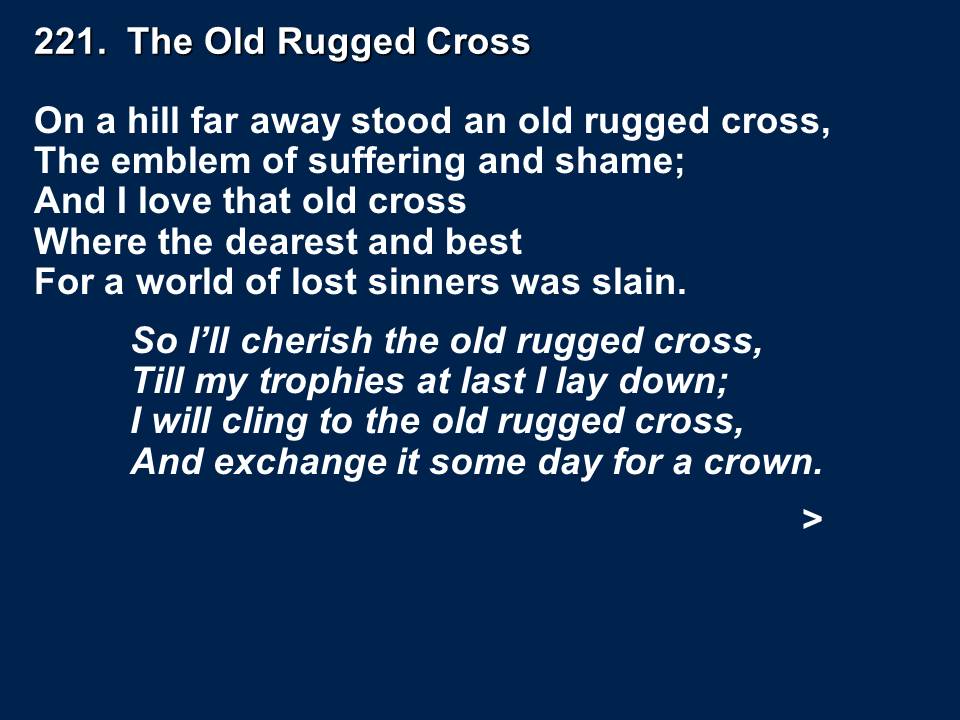 221. The Old Rugged Cross
On a hill far away stood an old rugged cross,
The emblem of suffering and shame;
And I love that old cross
Where the dearest and best
For a world of lost sinners was slain.
So I’ll cherish the old rugged cross,
Till my trophies at last I lay down;
I will cling to the old rugged cross,
And exchange it some day for a crown.
>